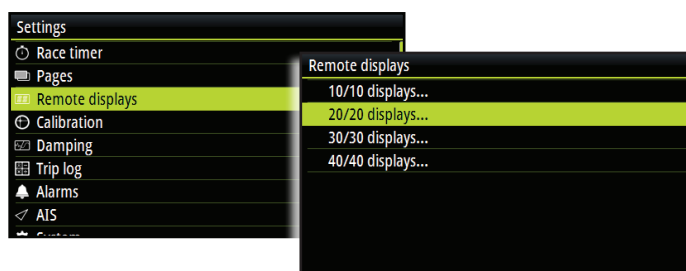 Settings
Race timer
Pages
Remote displays
Calibration
Damping
Trip log
Alarms
AIS
Remote displays
10/10 displays...
20/20 displays...
30/30 displays...
40/40 displays...